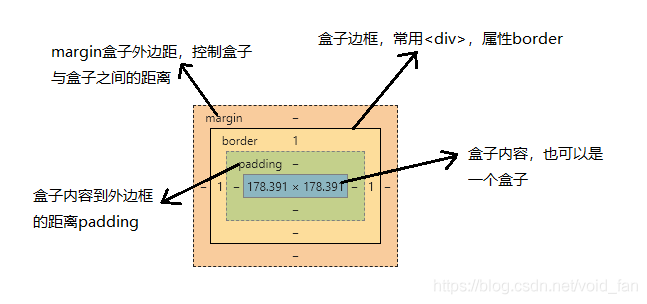 盒子边框，常用<div>，属性border
margin盒子外边距，控制盒子
与盒子之间的距离
margin –
border 1
padding –
盒子内容，也可以是
一个盒子
– 1 – 178.391 × 178.391 – 1 –
盒子内容到外边框
的距离padding
–
–
–
https://blog.csdn.net/void_fan